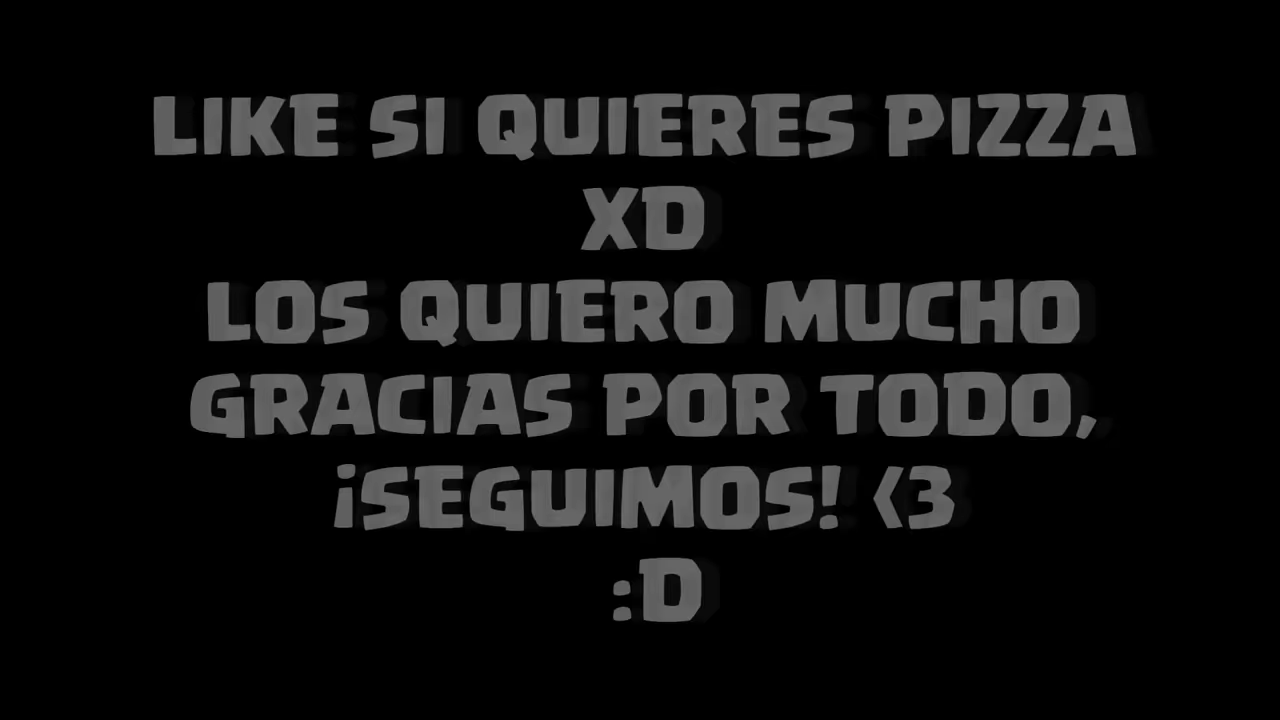 LIKE SI QUIERES PIZZA
XD
LOS QUIERO MUCHO
GRACIAS POR TODO,
¡SEGUIMOS! <3
:D